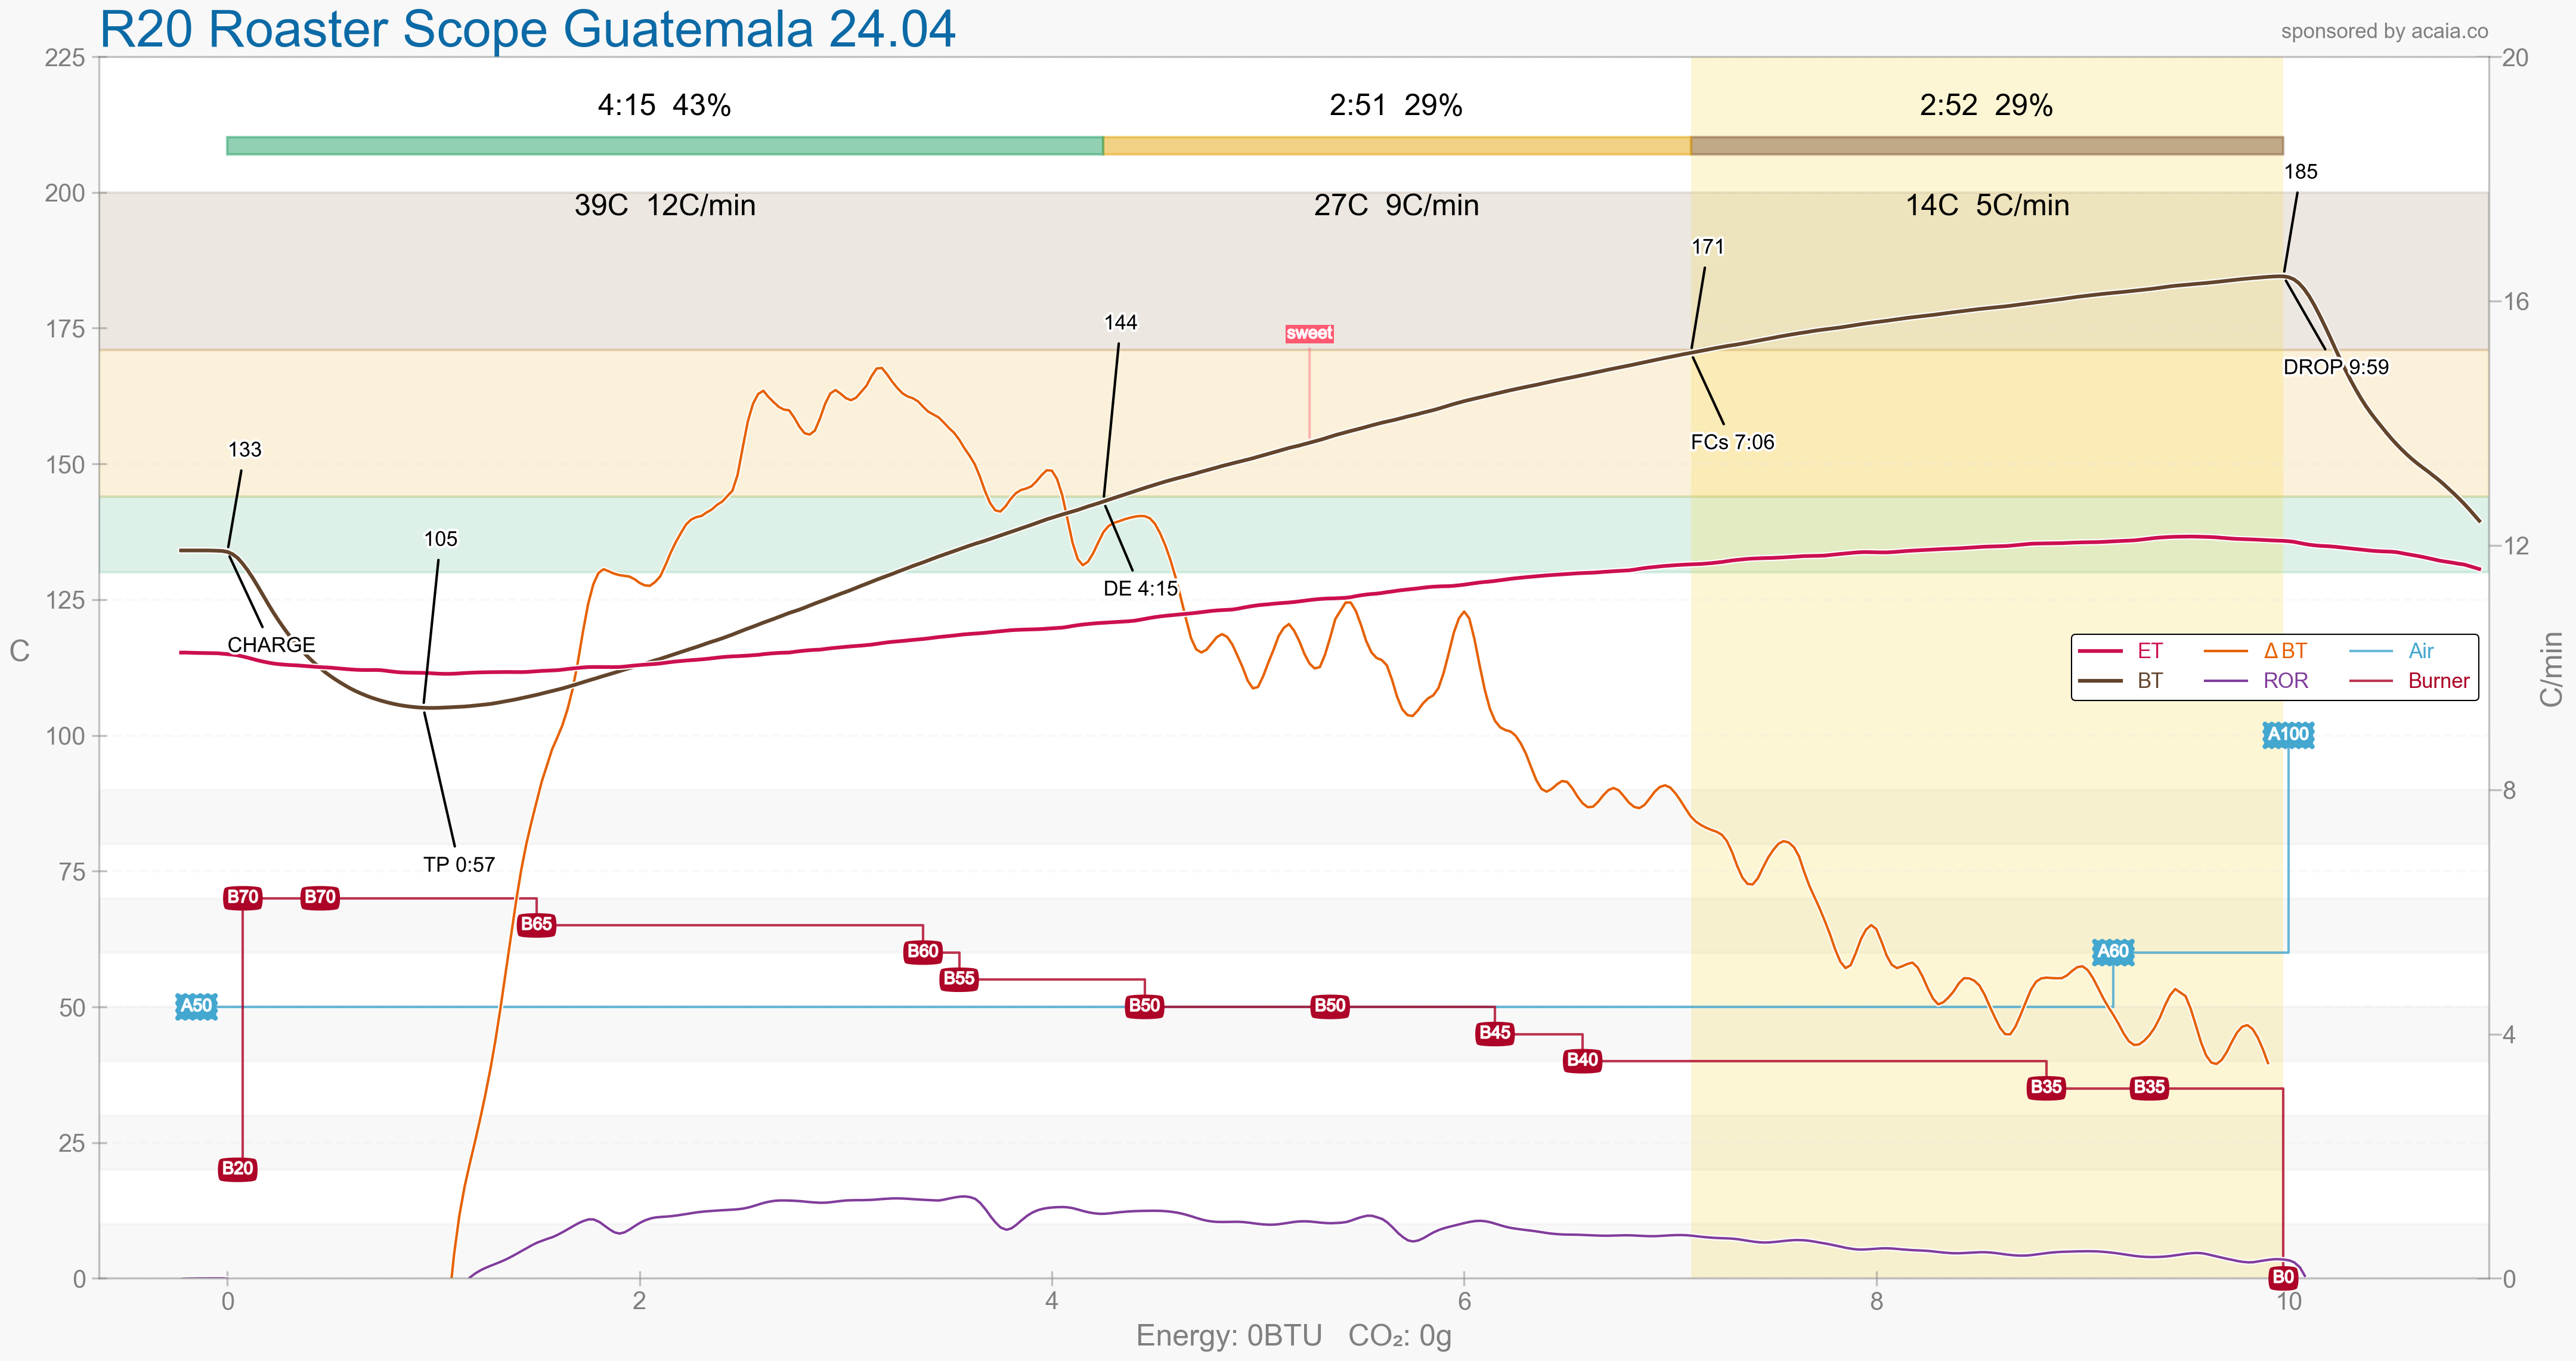 R20 Roaster Scope Guatemala 24.04
sponsored by acaia.co
225
20
4:15 43%
2:51 29%
2:52 29%
185
200
39C 12C/min
27C 9C/min
14C 5C/min
171
16
175
144
sweet
DROP 9:59
133
FCs 7:06
150
105
12
DE 4:15
125
CHARGE
C
C/min
ET
Δ BT
Air
BT
ROR
Burner
100
A100
8
TP 0:57
75
B70
B70
B65
B60
A60
B55
50
A50
B50
B50
B45
4
B40
B35
B35
25
B20
0
B0
0
0
2
4
6
8
10
Energy: 0BTU CO₂: 0g